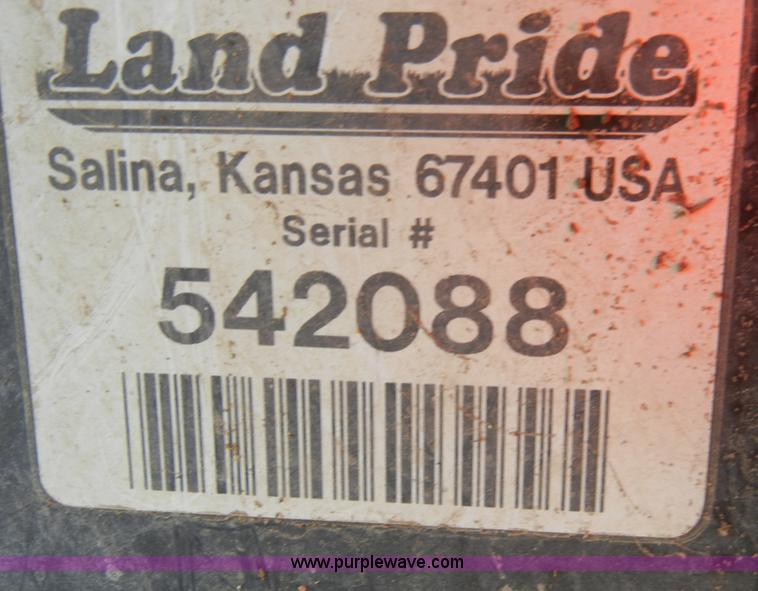 Land Pride
Salina, Kansas 67401 USA
Serial #
542088
www.purplewave.com